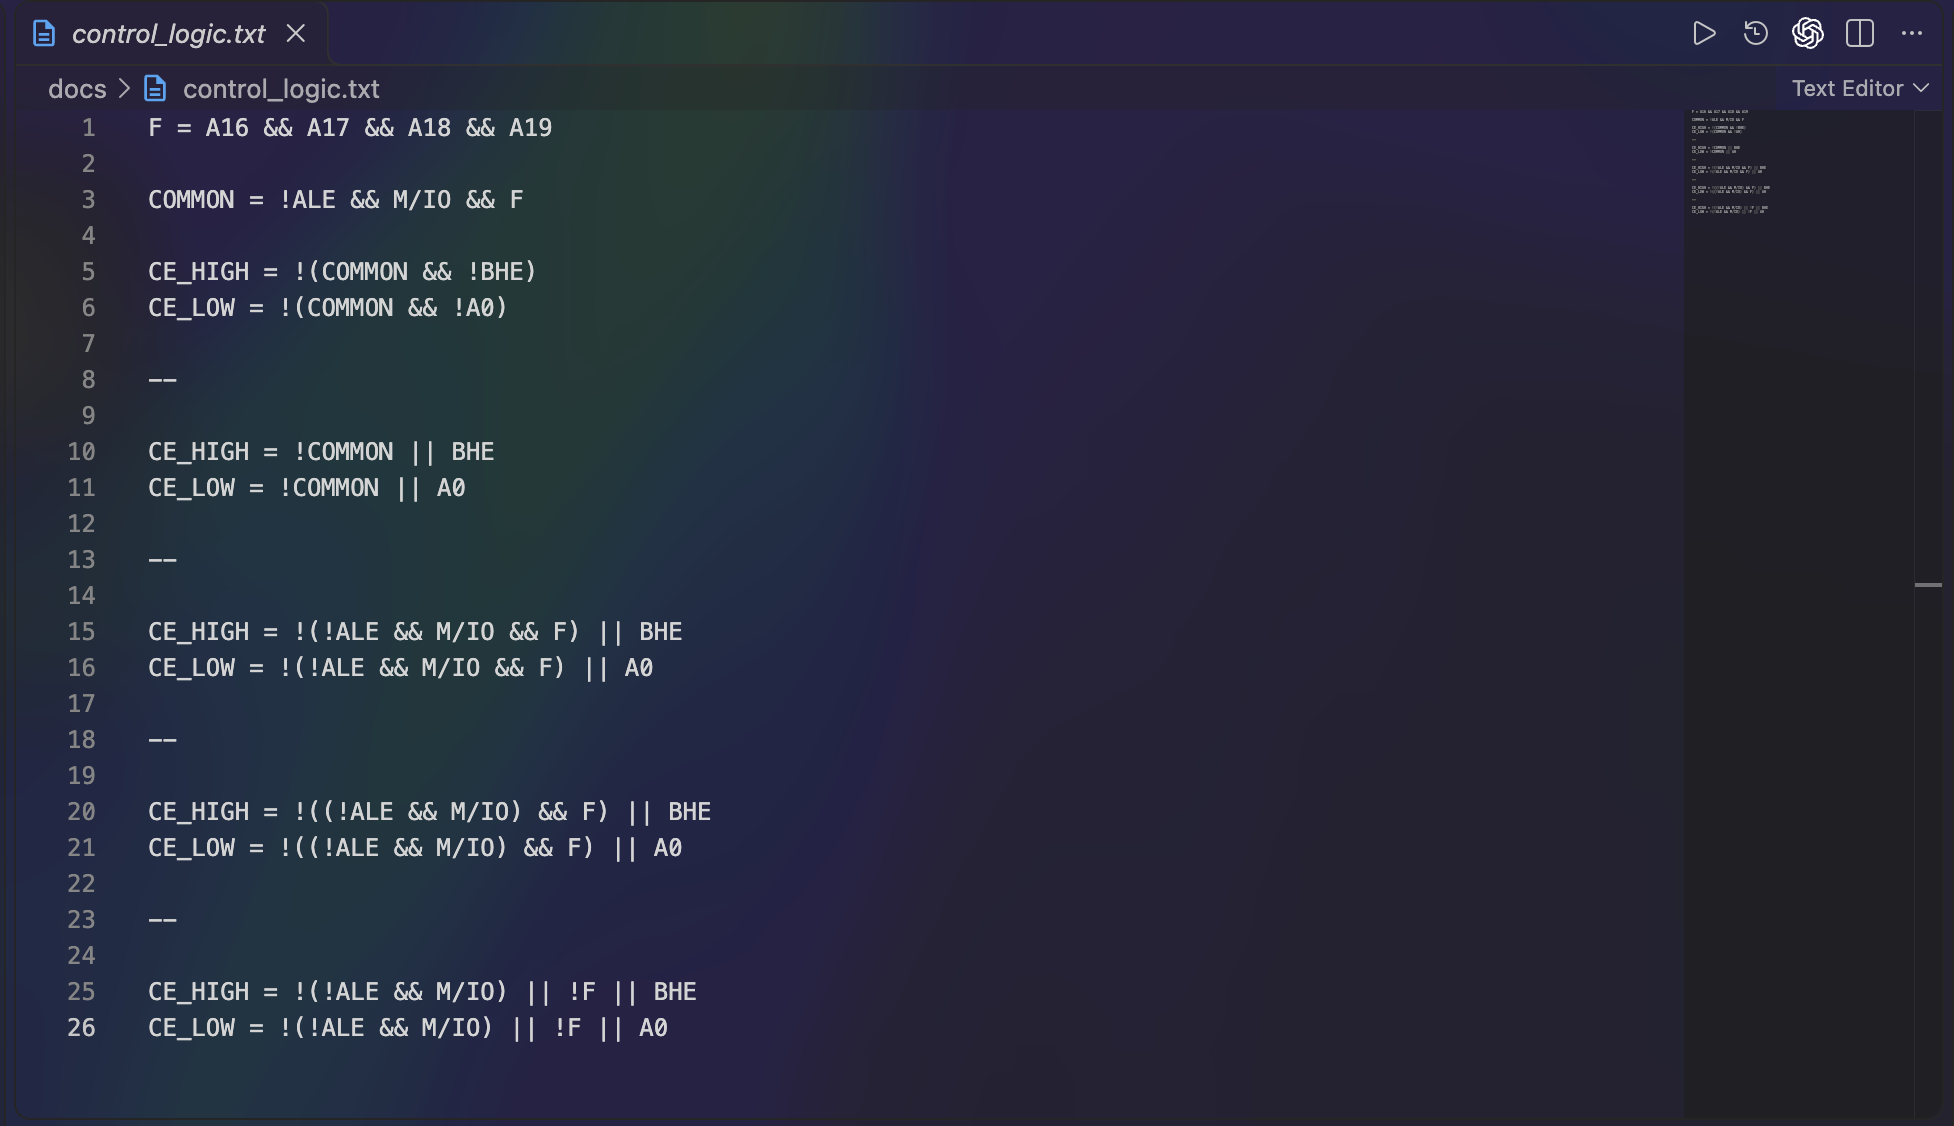 control_logic.txt
docs > control_logic.txt
Text Editor
1 F = A16 && A17 && A18 && A19
2
3 COMMON = !ALE && M/IO && F
4
5 CE_HIGH = !(COMMON && !BHE)
6 CE_LOW = !(COMMON && !A0)
7
8 --
9
10 CE_HIGH = !COMMON || BHE
11 CE_LOW = !COMMON || A0
12
13 --
14
15 CE_HIGH = !(!ALE && M/IO && F) || BHE
16 CE_LOW = !(!ALE && M/IO && F) || A0
17
18 --
19
20 CE_HIGH = !((!ALE && M/IO) && F) || BHE
21 CE_LOW = !((!ALE && M/IO) && F) || A0
22
23 --
24
25 CE_HIGH = !(!ALE && M/IO) || !F || BHE
26 CE_LOW = !(!ALE && M/IO) || !F || A0